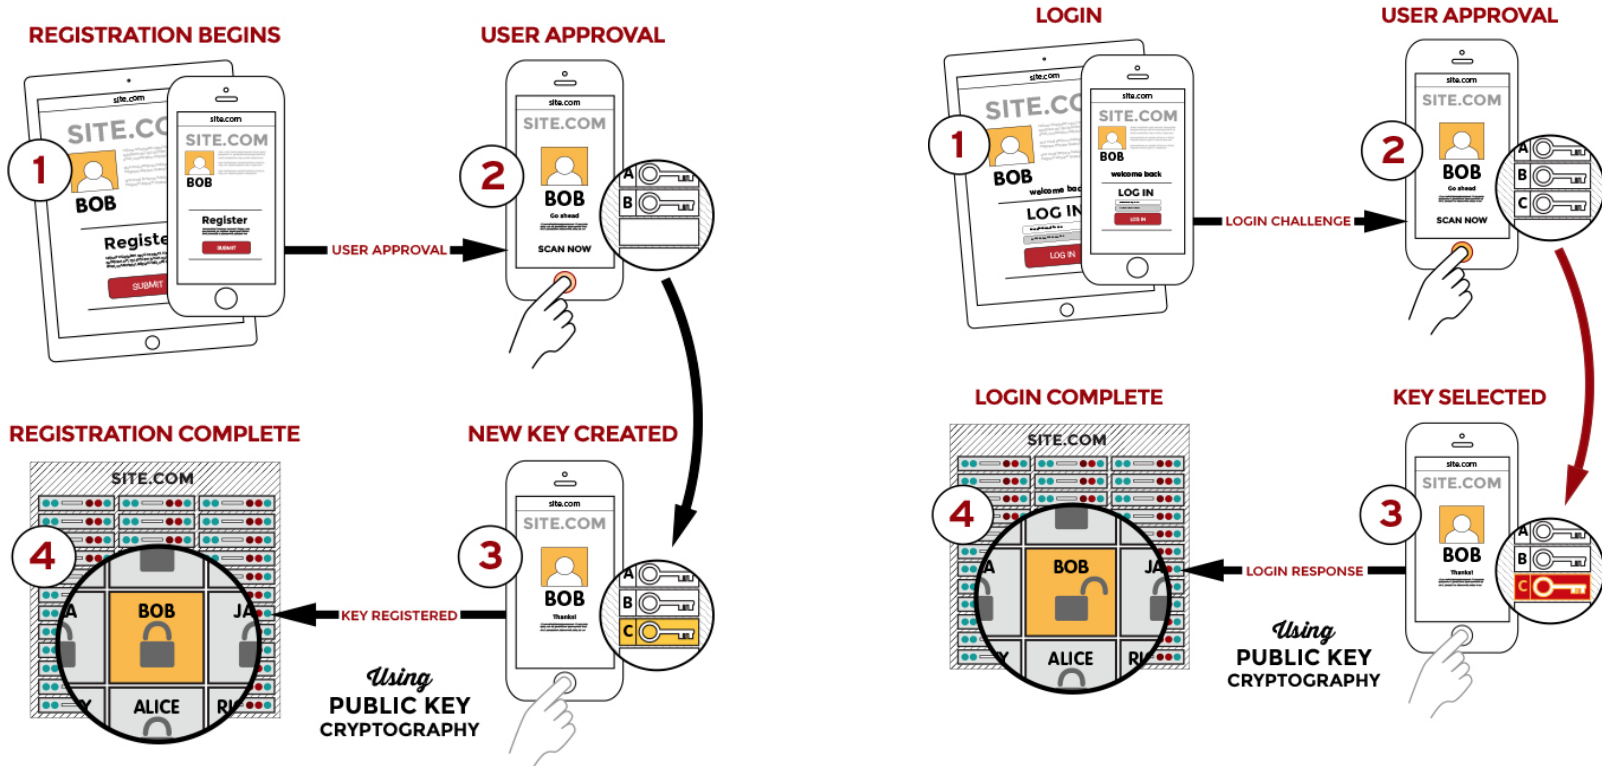 REGISTRATION BEGINS
site.com
SITE.CO
BOB
Registe
SUBMIT
site.com
SITE.COM
BOB
Register
SUBMIT
1
USER APPROVAL
USER APPROVAL
2
site.com
SITE.COM
BOB
Go ahead
SCAN NOW
A
B
NEW KEY CREATED
3
site.com
SITE.COM
BOB
Thanks!
A
B
C
KEY REGISTERED
Using
PUBLIC KEY
CRYPTOGRAPHY
REGISTRATION COMPLETE
SITE.COM
4
A
BOB
JA
Y
ALICE
RI
LOGIN
site.com
SITE.CO
BOB
welcome bac
LOG IN
LOG IN
site.com
SITE.COM
BOB
welcome back
LOG IN
LOG IN
1
LOGIN CHALLENGE
USER APPROVAL
2
site.com
SITE.COM
BOB
Go ahead
SCAN NOW
A
B
C
KEY SELECTED
3
site.com
SITE.COM
BOB
Thanks!
A
B
C
LOGIN RESPONSE
Using
PUBLIC KEY
CRYPTOGRAPHY
LOGIN COMPLETE
SITE.COM
4
A
BOB
JA
Y
ALICE
RI